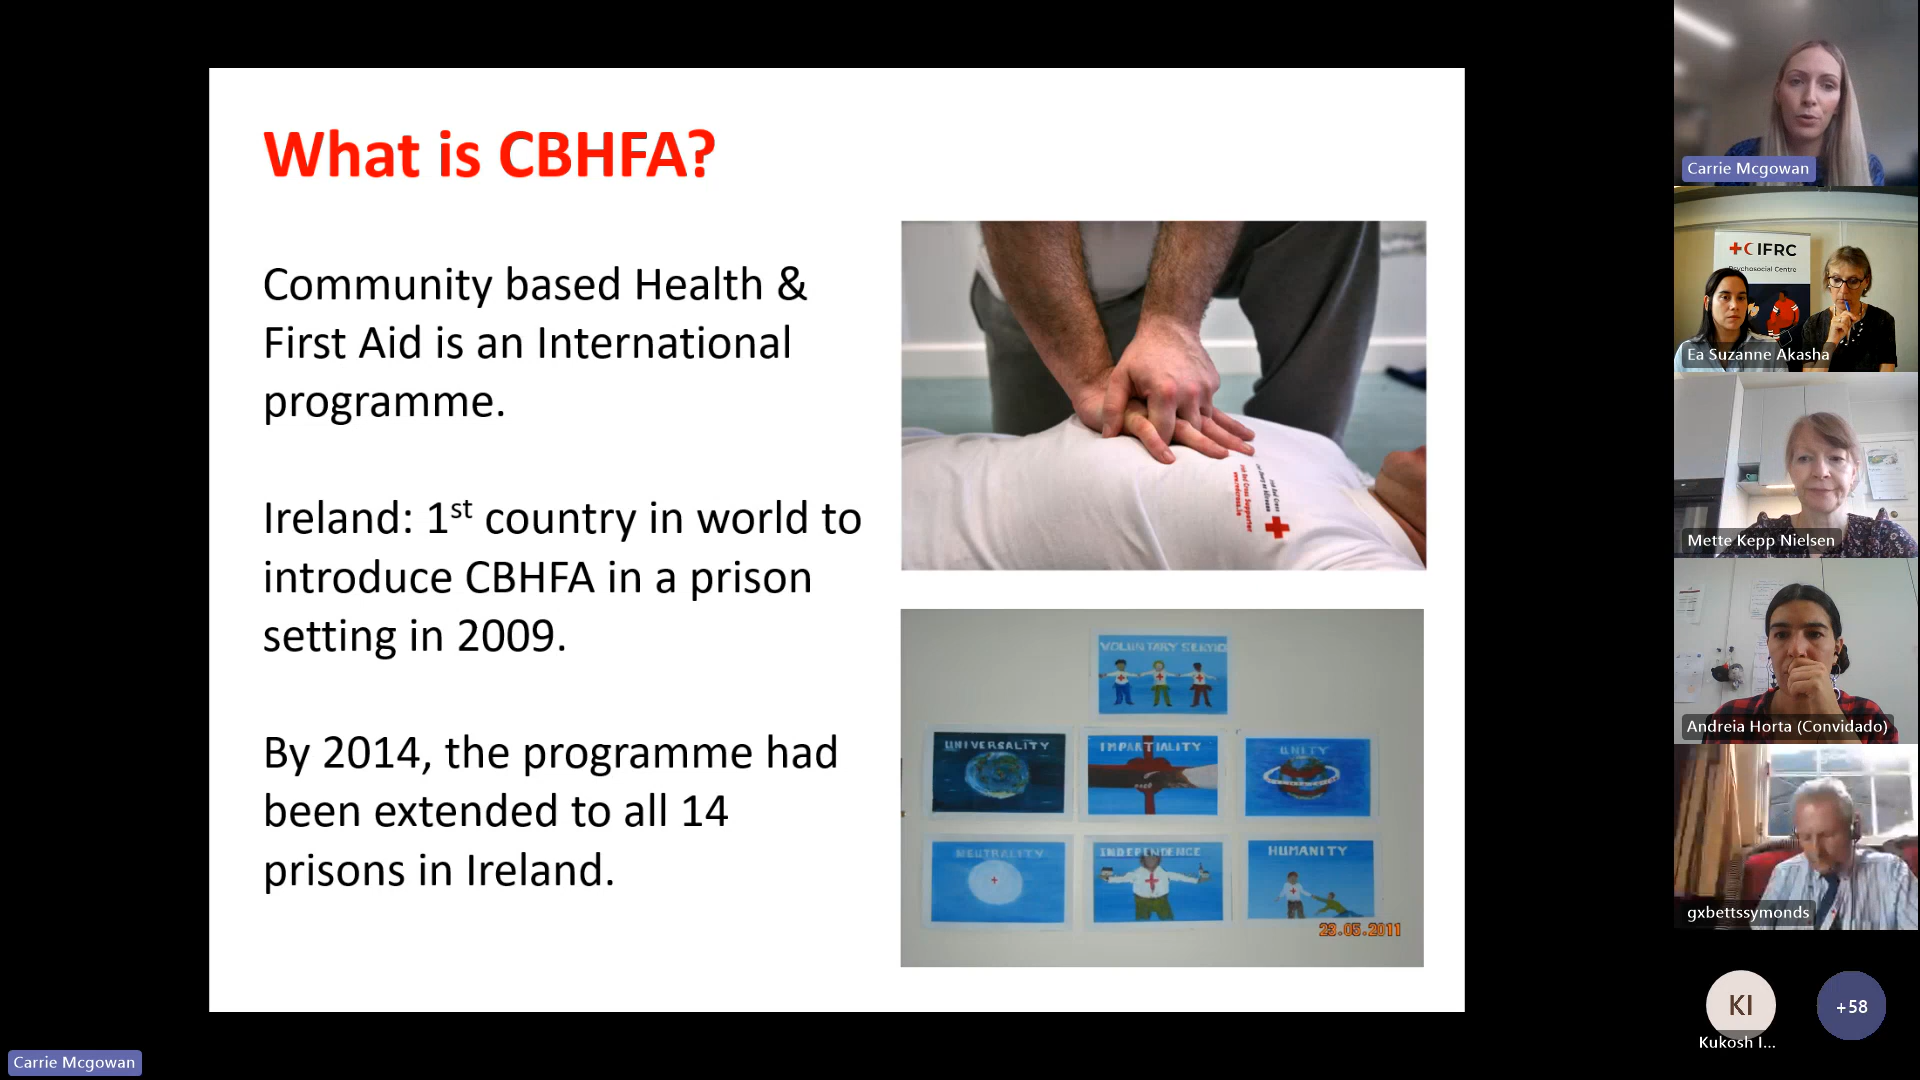 What is CBHFA?
Community based Health &
First Aid is an International
programme.
Ireland: 1st country in world to
introduce CBHFA in a prison
setting in 2009.
By 2014, the programme had
been extended to all 14
prisons in Ireland.
VOLUNTARY SERVIC
UNIVERSALITY
IMPARTIALITY
UNITY
NEUTRALITY
INDEPENDENCE
HUMANITY
23.05.2011
Carrie Mcgowan
IFRC
Psychosocial Centre
Ea Suzanne Akasha
Mette Kepp Nielsen
Andreia Horta (Convidado)
gxbettssymonds
KI
+58
Kukosh I...
Carrie Mcgowan